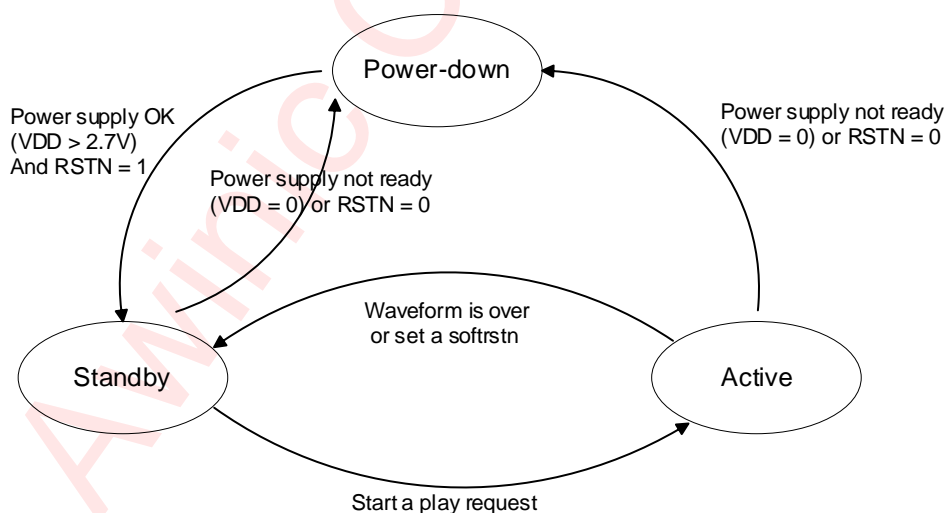 Power-down
Power supply OK
(VDD > 2.7V)
And RSTN = 1
Power supply not ready
(VDD = 0) or RSTN = 0
Power supply not ready
(VDD = 0) or RSTN = 0
Waveform is over
or set a softrstn
Standby
Active
Start a play request
Awinic C